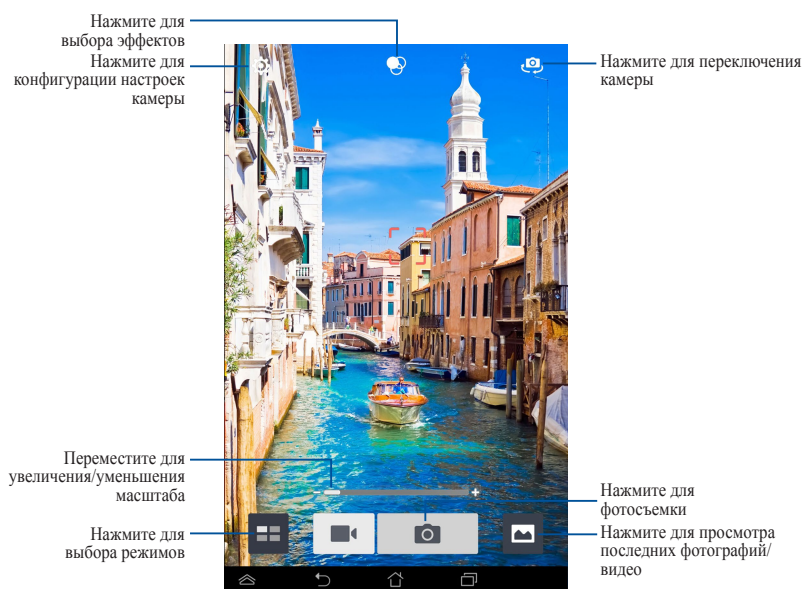 Нажмите для
выбора эффектов
Нажмите для
конфигурации настроек
камеры
Нажмите для переключения
камеры
Переместите для
увеличения/уменьшения
масштаба
Нажмите для
выбора режимов
Нажмите для
фотосъемки
Нажмите для просмотра
последних фотографий/
видео